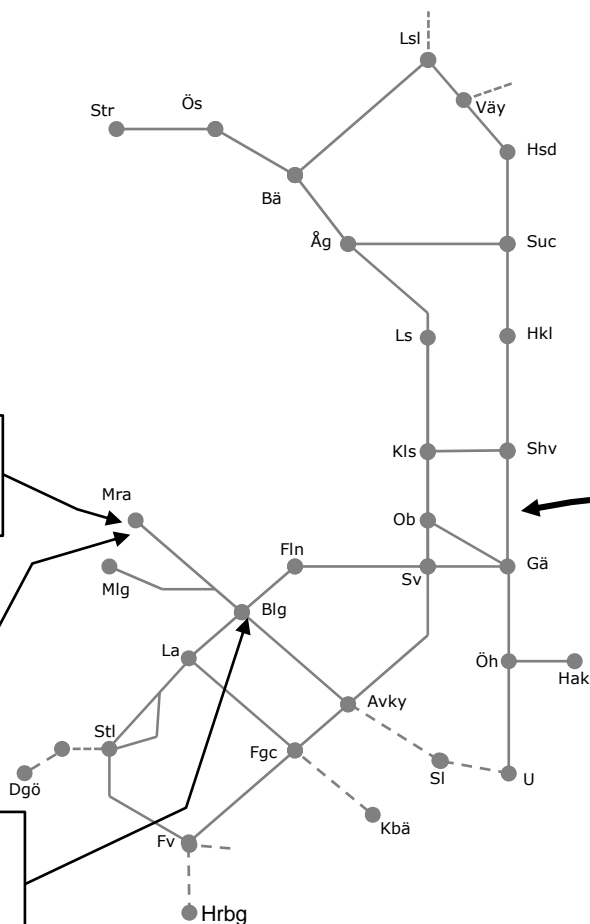 Lsl
Väy
Str
Ös
Hsd
Bä
Åg
Suc
Ls
Hkl
Kls
Shv
Mra
Ob
Fln
Gä
Mlg
Sv
Blg
La
Öh
Hak
Avky
Stl
Fgc
Sl
U
Dgö
Kbä
Fv
Hrbg